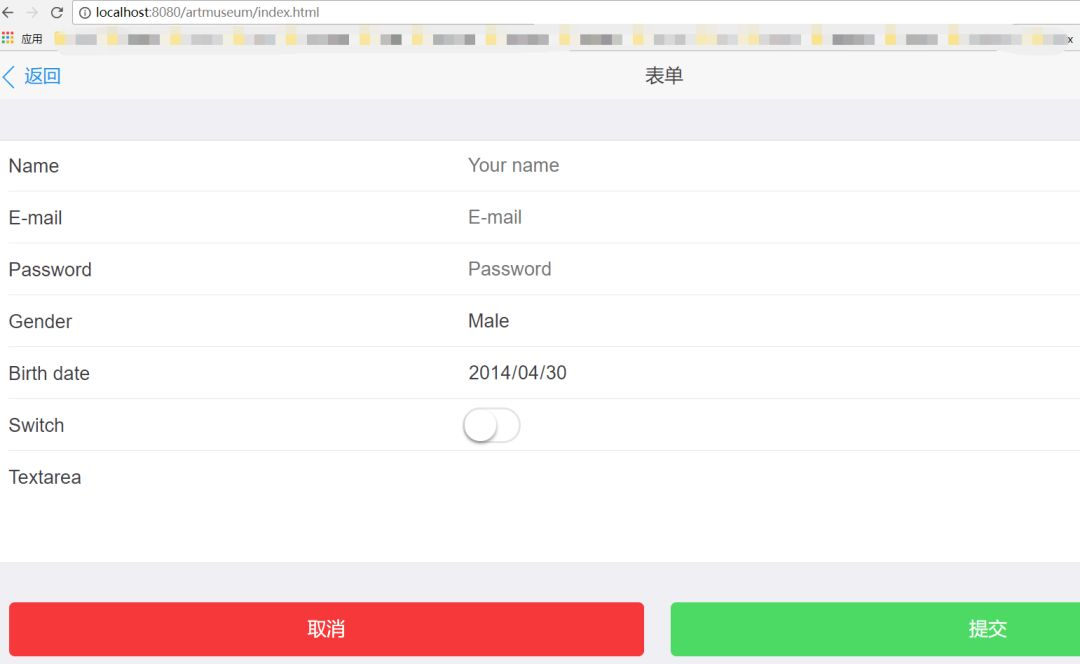 localhost:8080/artmuseum/index.html
应用
x
返回
表单
Name Your name
E-mail E-mail
Password Password
Gender Male
Birth date 2014/04/30
Switch
Textarea
取消 提交